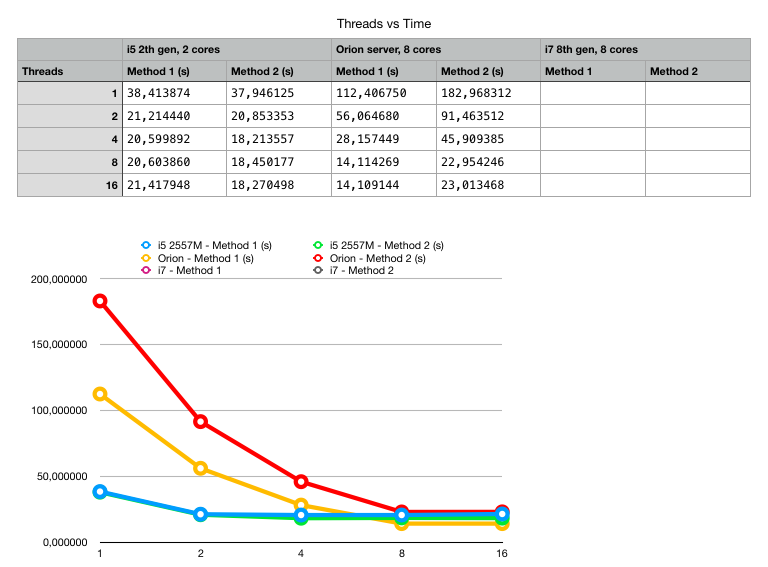 Threads vs Time
i5 2th gen, 2 cores Orion server, 8 cores i7 8th gen, 8 cores
Threads Method 1 (s) Method 2 (s) Method 1 (s) Method 2 (s) Method 1 Method 2
1 38,413874 37,946125 112,406750 182,968312
2 21,214440 20,853353 56,064680 91,463512
4 20,599892 18,213557 28,157449 45,909385
8 20,603860 18,450177 14,114269 22,954246
16 21,417948 18,270498 14,109144 23,013468
i5 2557M - Method 1 (s) i5 2557M - Method 2 (s)
Orion - Method 1 (s) Orion - Method 2 (s)
i7 - Method 1 i7 - Method 2
200,000000
150,000000
100,000000
50,000000
0,000000
1 2 4 8 16